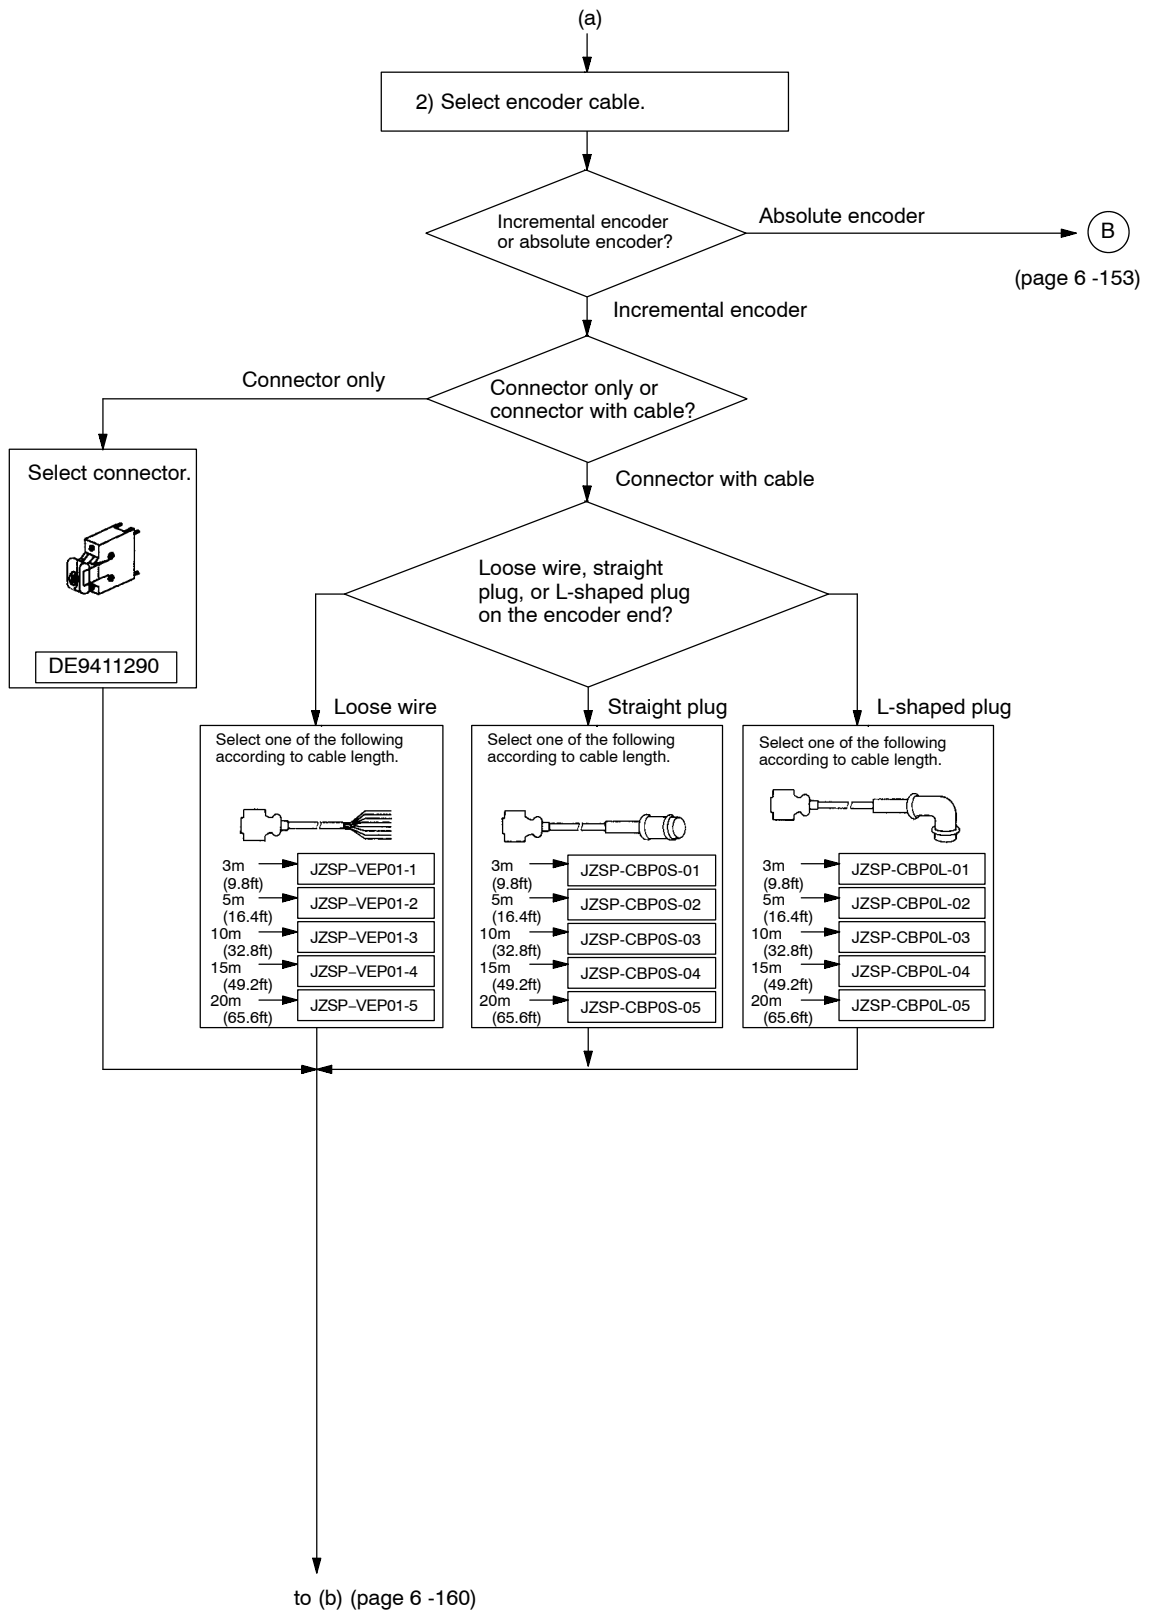 (a)
2) Select encoder cable.
Incremental encoder
or absolute encoder?
Absolute encoder
B
(page 6 -153)
Incremental encoder
Connector only
Connector only or
connector with cable?
Select connector.
DE9411290
Connector with cable
Loose wire, straight
plug, or L-shaped plug
on the encoder end?
Loose wire
Select one of the following
according to cable length.
3m
(9.8ft)
JZSP–VEP01-1
5m
(16.4ft)
JZSP–VEP01-2
10m
(32.8ft)
JZSP–VEP01-3
15m
(49.2ft)
JZSP–VEP01-4
20m
(65.6ft)
JZSP–VEP01-5
Straight plug
Select one of the following
according to cable length.
3m
(9.8ft)
JZSP-CBP0S-01
5m
(16.4ft)
JZSP-CBP0S-02
10m
(32.8ft)
JZSP-CBP0S-03
15m
(49.2ft)
JZSP-CBP0S-04
20m
(65.6ft)
JZSP-CBP0S-05
L-shaped plug
Select one of the following
according to cable length.
3m
(9.8ft)
JZSP-CBP0L-01
5m
(16.4ft)
JZSP-CBP0L-02
10m
(32.8ft)
JZSP-CBP0L-03
15m
(49.2ft)
JZSP-CBP0L-04
20m
(65.6ft)
JZSP-CBP0L-05
to (b) (page 6 -160)